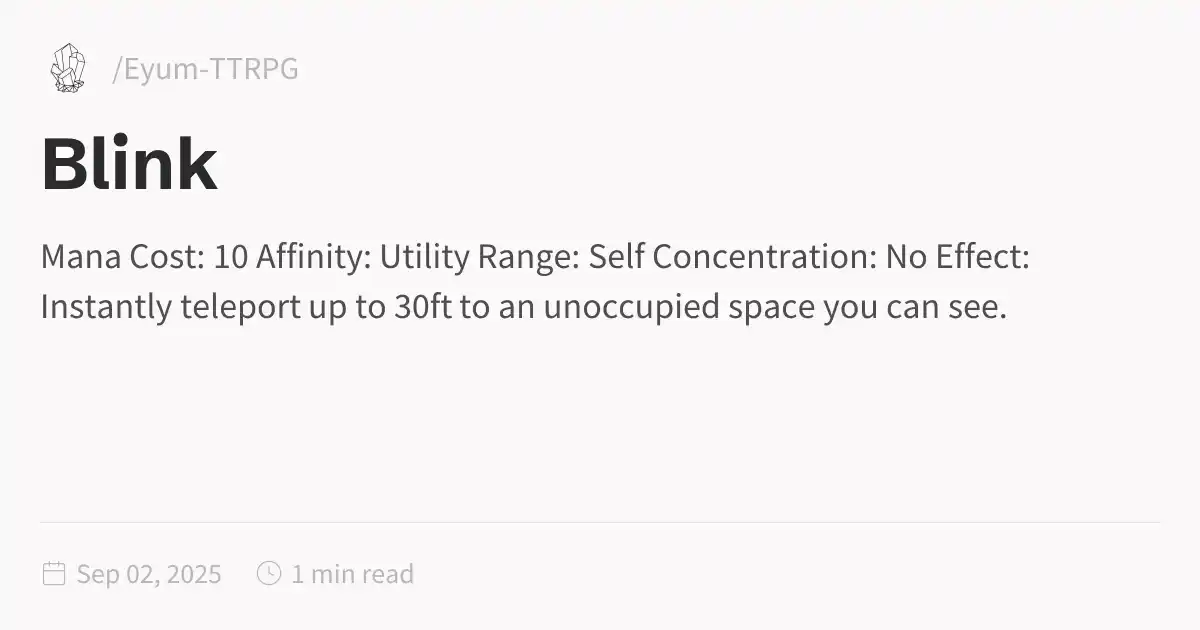 /Eyum-TTRPG
Blink
Mana Cost: 10 Affinity: Utility Range: Self Concentration: No Effect:
Instantly teleport up to 30ft to an unoccupied space you can see.
Sep 02, 2025 1 min read